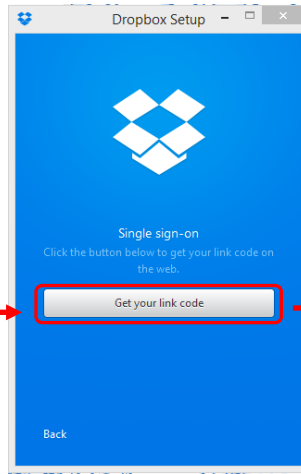 Dropbox Setup
Single sign-on
Click the button below to get your link code on
the web.
Get your link code
Back